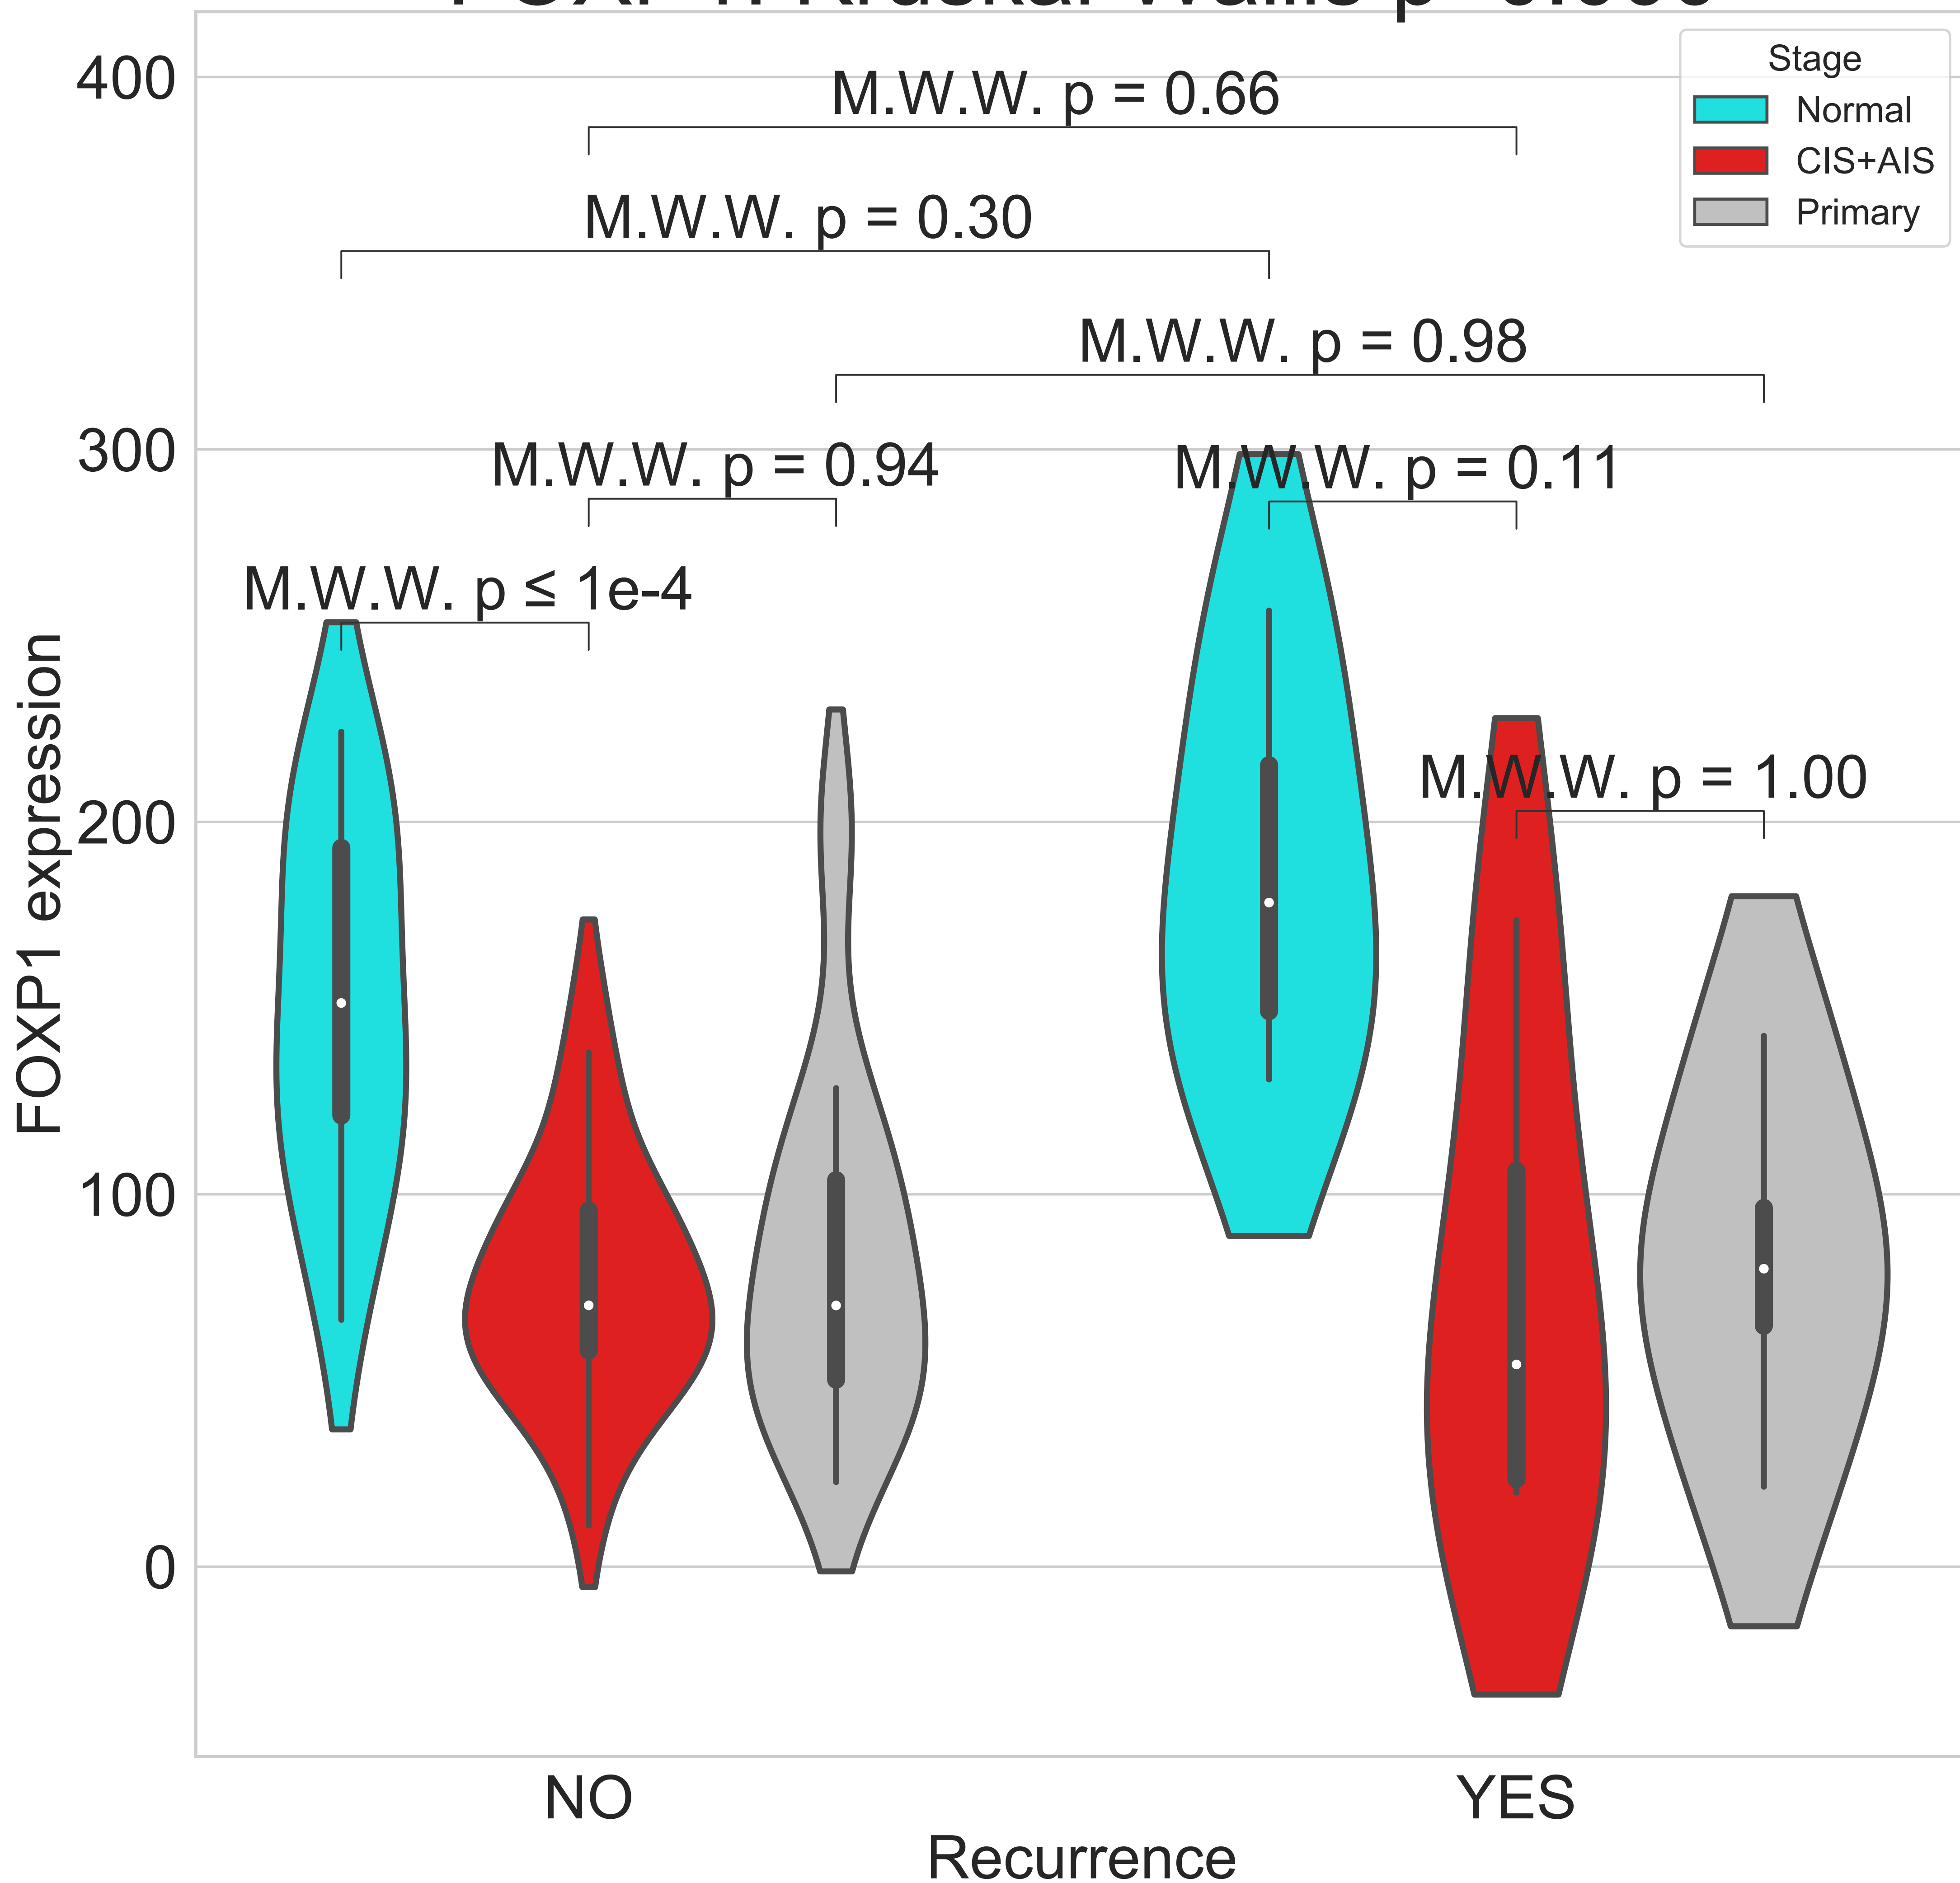 400
300
200
100
0
FOXP1 expression
M.W.W. p = 0.66
M.W.W. p = 0.30
M.W.W. p = 0.98
M.W.W. p = 0.94
M.W.W. p = 0.11
M.W.W. p ≤ 1e-4
M.W.W. p = 1.00
Stage
Normal
CIS+AIS
Primary
NO
YES
Recurrence